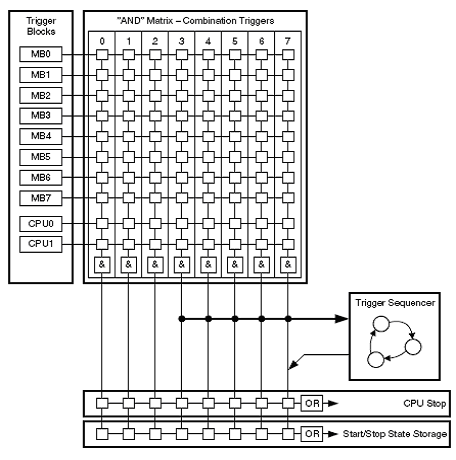 Trigger Blocks
"AND" Matrix – Combination Triggers
0 1 2 3 4 5 6 7
MB0
MB1
MB2
MB3
MB4
MB5
MB6
MB7
CPU0
CPU1
& & & & & & & &
Trigger Sequencer
OR CPU Stop
OR Start/Stop State Storage